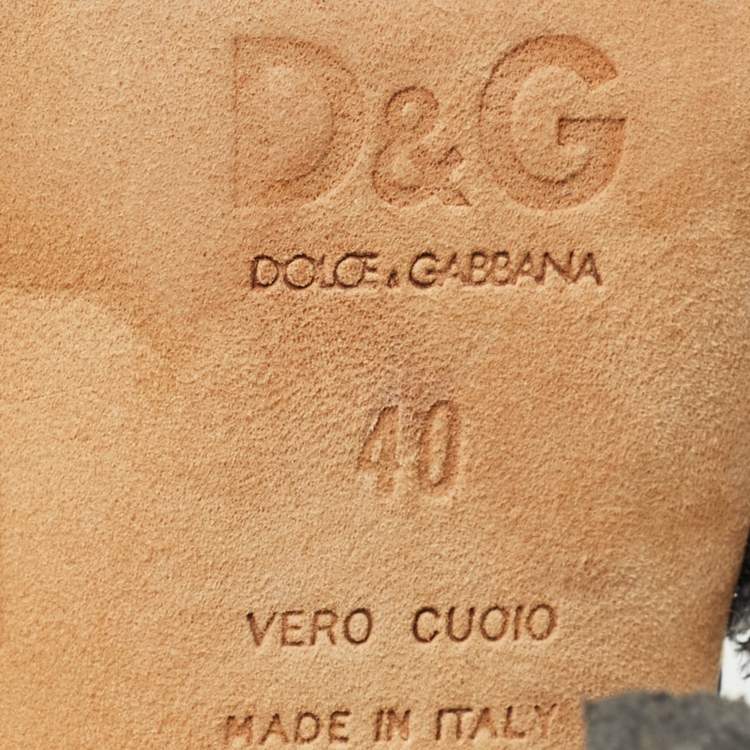 D&G
DOLCE & GABBANA
40
VERO CUOIO
MADE IN ITALY